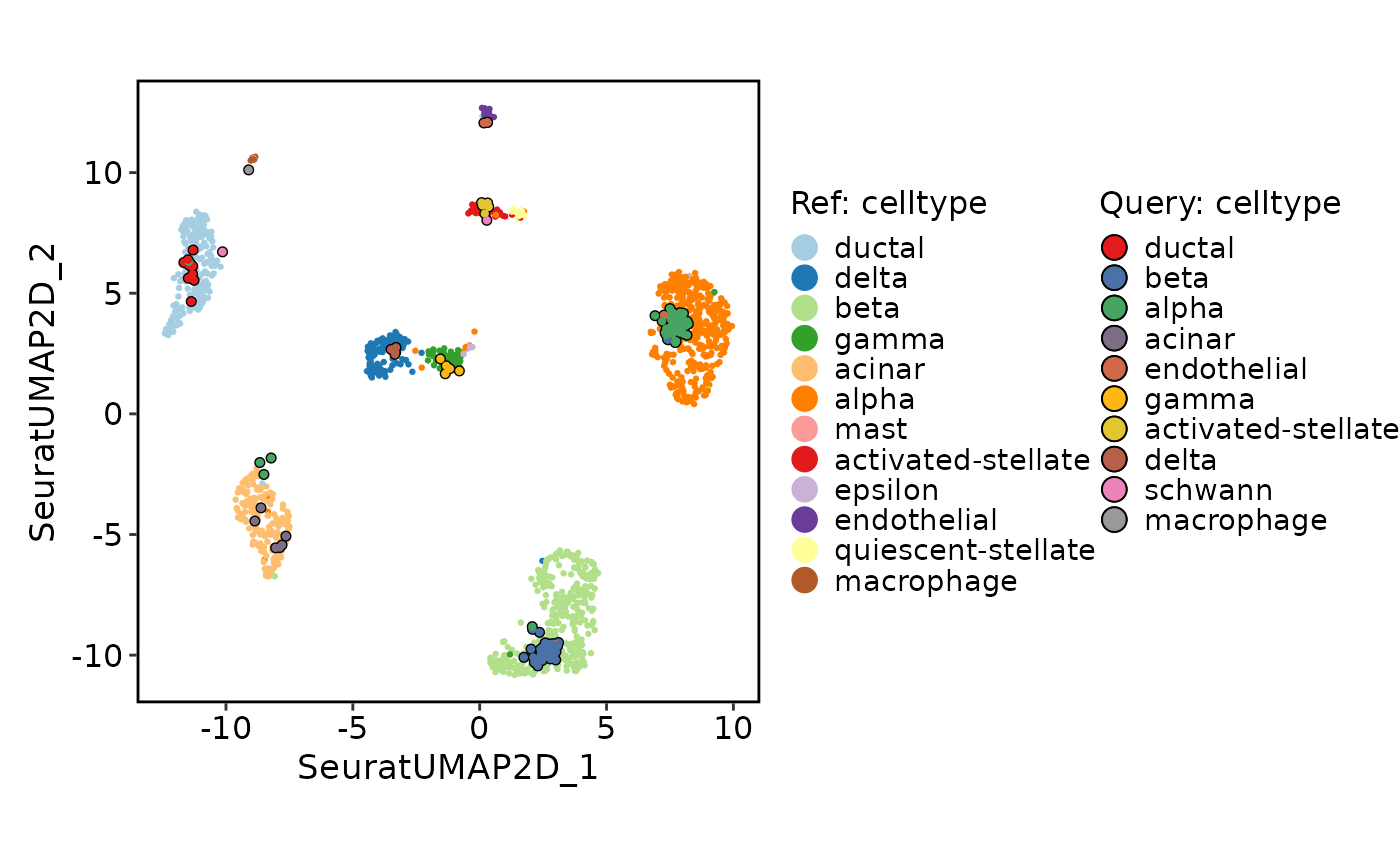 SeuratUMAP2D_2
10
5
0
-5
-10
-10
-5
0
5
10
SeuratUMAP2D_1
Ref: celltype
ductal
delta
beta
gamma
acinar
alpha
mast
activated-stellate
epsilon
endothelial
quiescent-stellate
macrophage
Query: celltype
ductal
beta
alpha
acinar
endothelial
gamma
activated-stellate
delta
schwann
macrophage